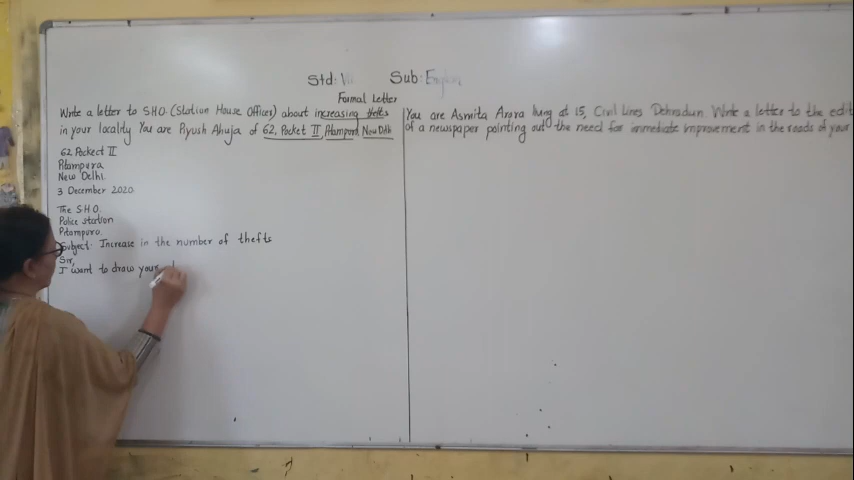 Std: VII Sub: English
Formal Letter
Write a letter to S.H.O. (Station House Officer) about increasing thefts
in your locality You are Piyush Ahuja of 62, Pocket II, Pitampura, New Delhi
62 Pockect II
Pitampura
New Delhi.
3 December 2020
The S.H.O.
Police station
Pitampura.
Subject: Increase in the number of thefts
Sir,
I want to draw your
You are Asmita Arora living at 15, Civil Lines Dehradun. Write a letter to the edit
of a newspaper pointing out the need for immediate improvement in the roads of your